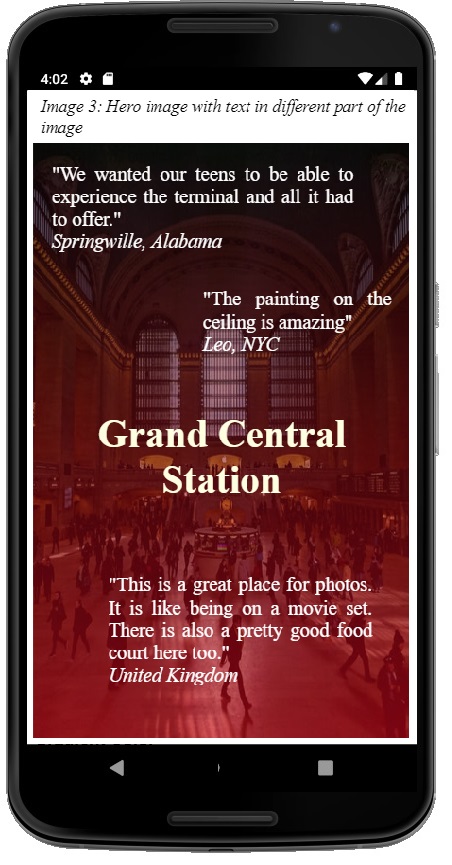 4:02
Image 3: Hero image with text in different part of the
image
"We wanted our teens to be able to
experience the terminal and all it had
to offer."
Springwille, Alabama
"The painting on the
ceiling is amazing"
Leo, NYC
Grand Central
Station
"This is a great place for photos.
It is like being on a movie set.
There is also a pretty good food
court here too."
United Kingdom